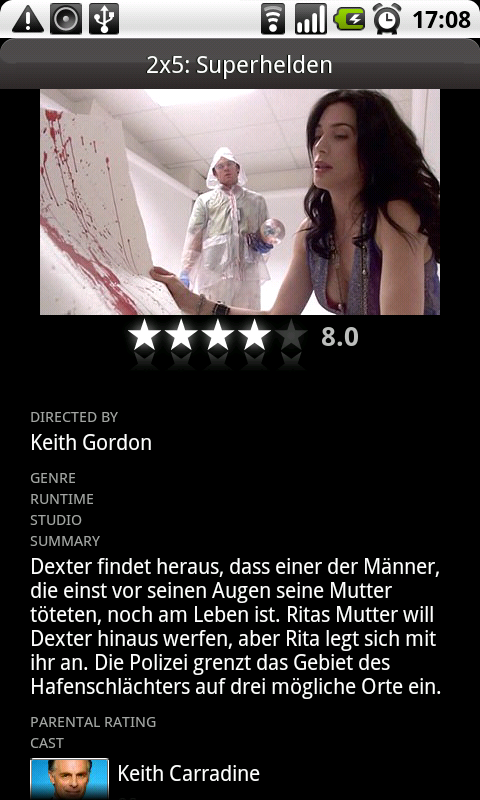 17:08
2x5: Superhelden
8.0
DIRECTED BY
Keith Gordon
GENRE
RUNTIME
STUDIO
SUMMARY
Dexter findet heraus, dass einer der Männer,
die einst vor seinen Augen seine Mutter
töteten, noch am Leben ist. Ritas Mutter will
Dexter hinaus werfen, aber Rita legt sich mit
ihr an. Die Polizei grenzt das Gebiet des
Hafenschlächters auf drei mögliche Orte ein.
PARENTAL RATING
CAST
Keith Carradine